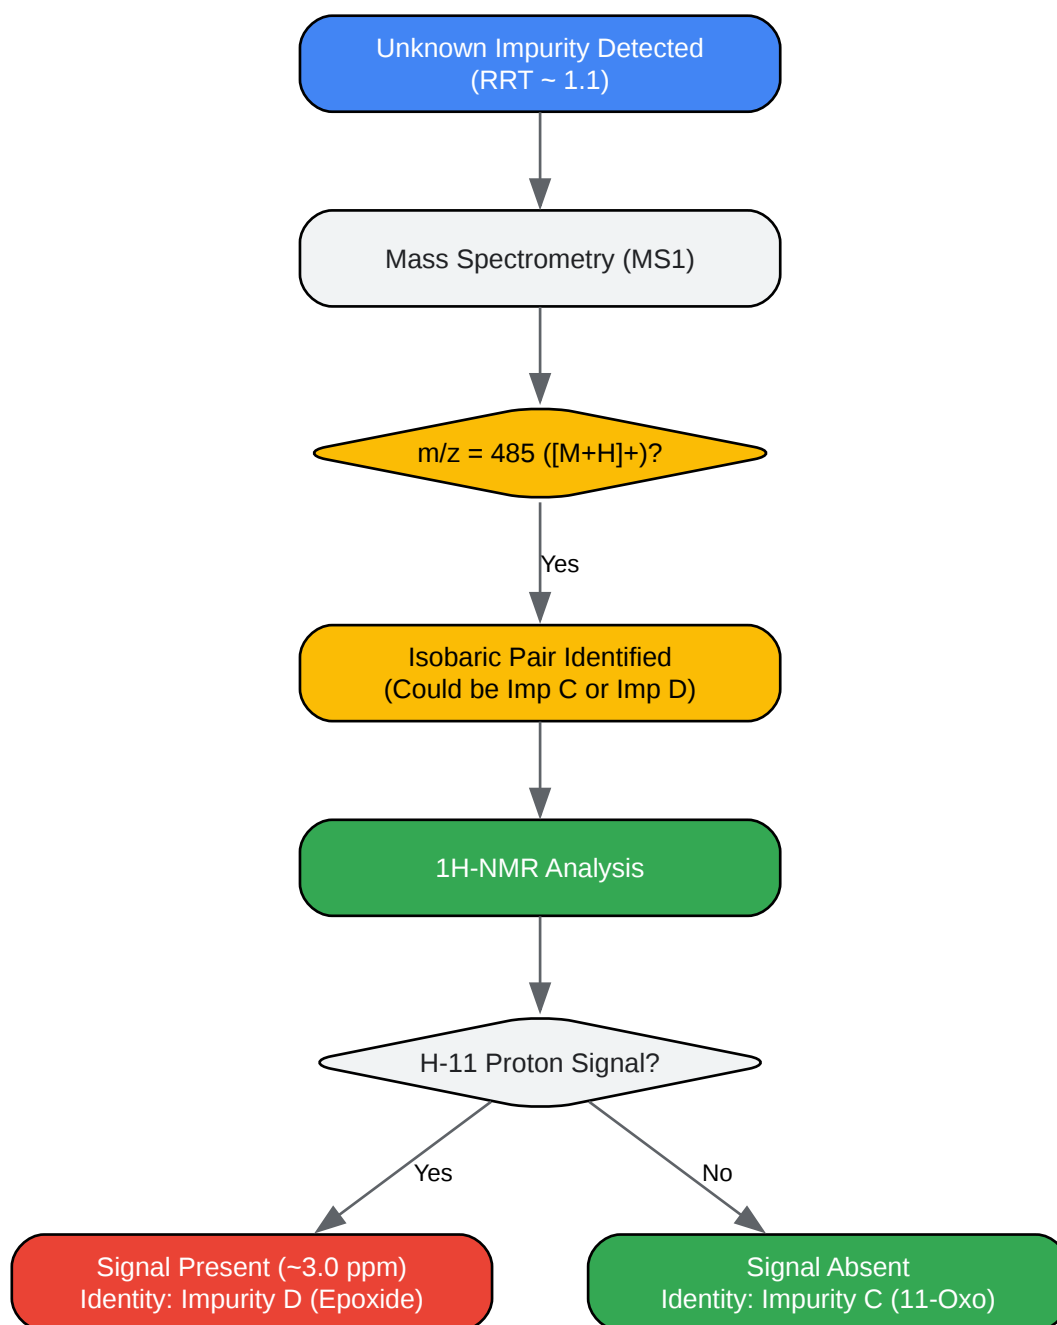 Unknown Impurity Detected
(RRT ~ 1.1)
Mass Spectrometry (MS1)
m/z = 485 ([M+H]+)?
Yes
Isobaric Pair Identified
(Could be Imp C or Imp D)
1H-NMR Analysis
H-11 Proton Signal?
Yes
No
Signal Present (~3.0 ppm)
Identity: Impurity D (Epoxide)
Signal Absent
Identity: Impurity C (11-Oxo)